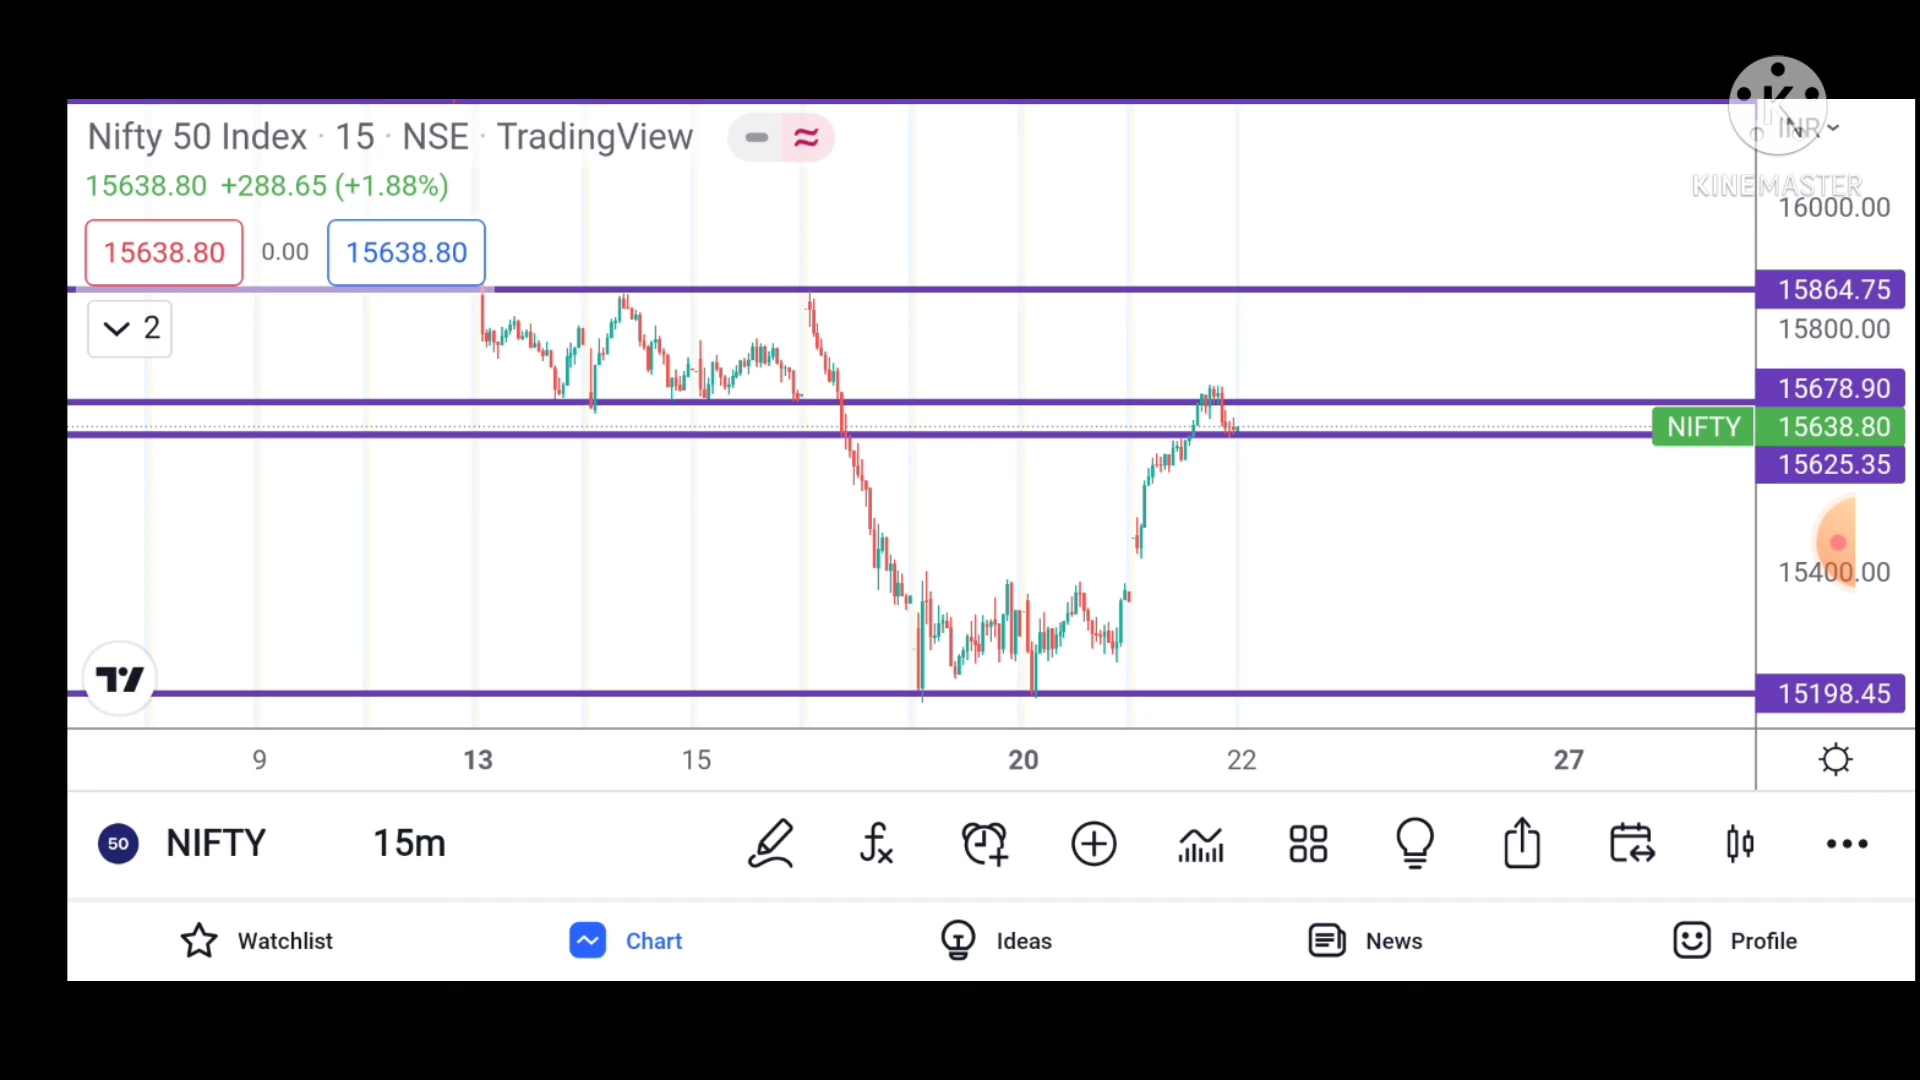 Nifty 50 Index · 15 · NSE · TradingView
INR
KINEMASTER
15638.80 +288.65 (+1.88%)
16000.00
15638.80 0.00 15638.80
15864.75
2
15800.00
15678.90
NIFTY 15638.80
15625.35
15400.00
15198.45
9 13 15 20 22 27
50 NIFTY 15m
Watchlist Chart Ideas News Profile